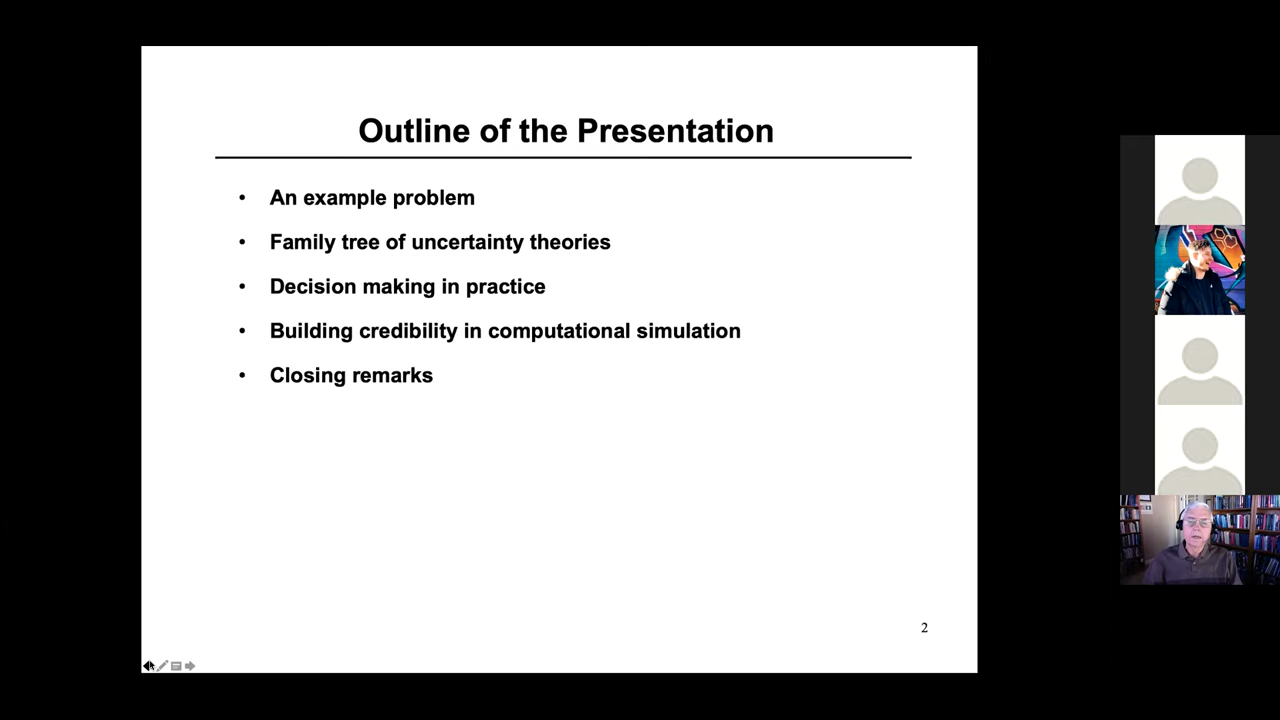 Outline of the Presentation
• An example problem
• Family tree of uncertainty theories
• Decision making in practice
• Building credibility in computational simulation
• Closing remarks
2